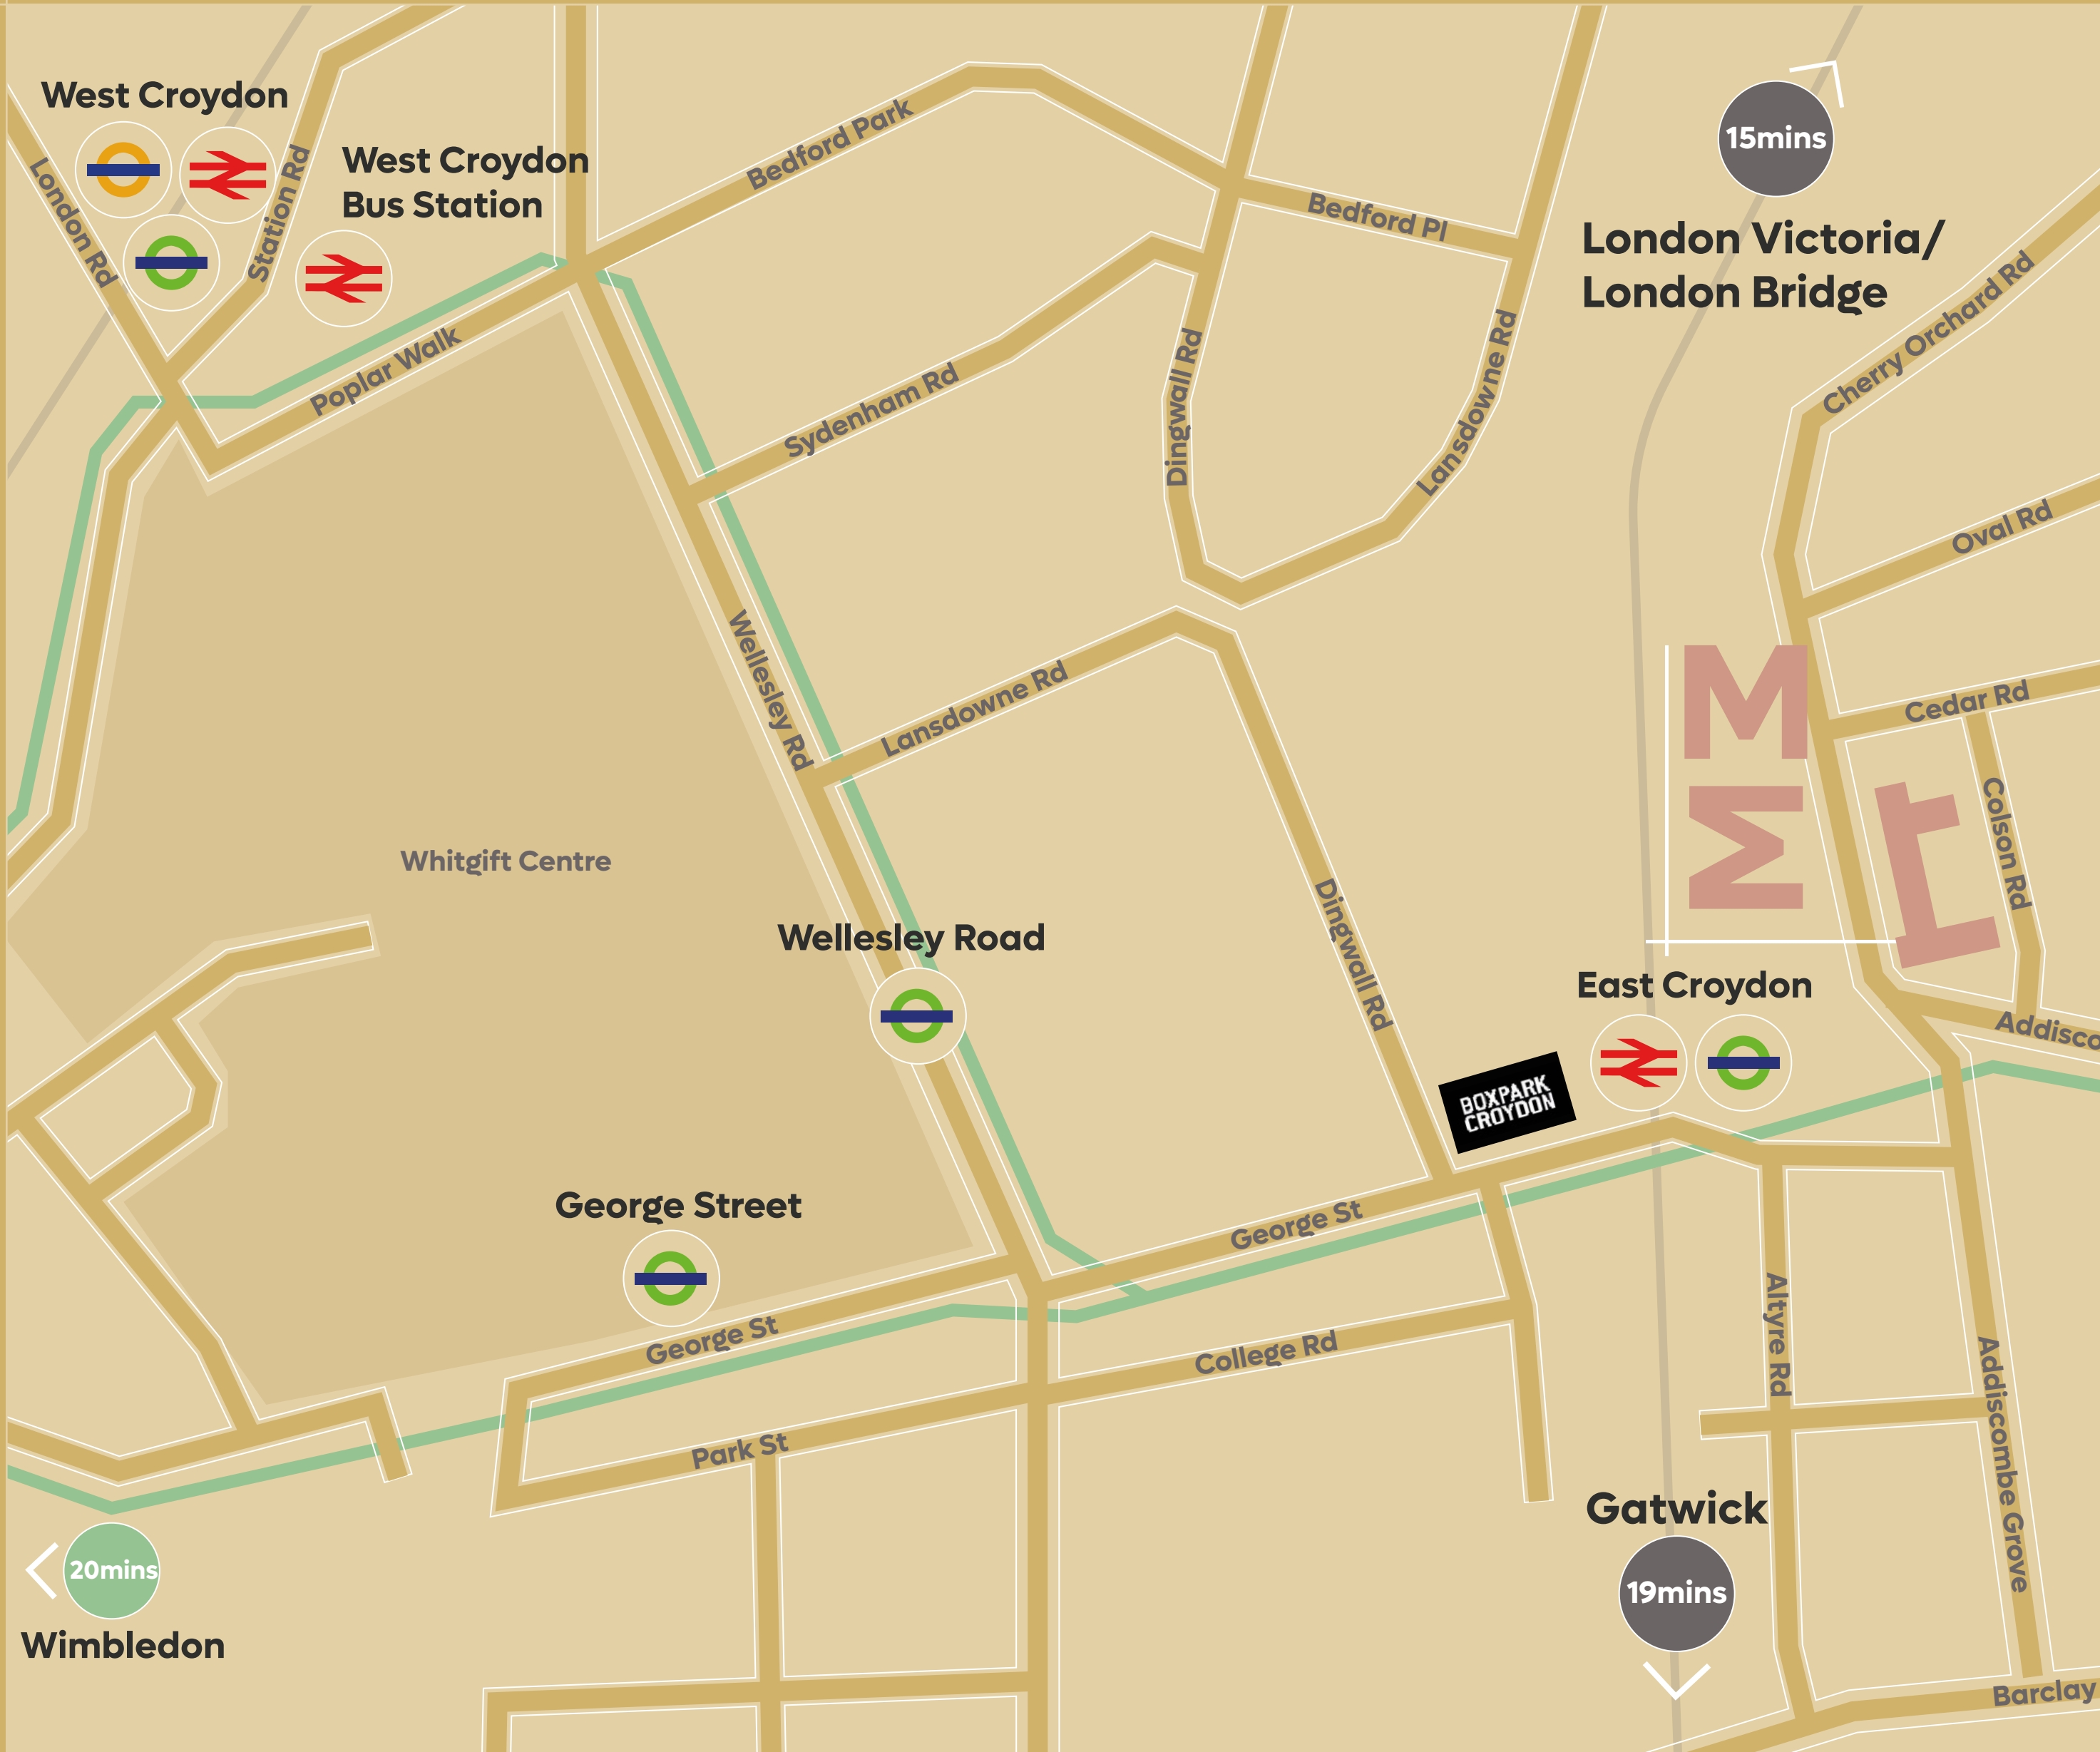 West Croydon
London Rd
Station Rd
West Croydon
Bus Station
Poplar Walk
Bedford Park
Bedford Pl
15mins
London Victoria/
London Bridge
Cherry Orchard Rd
Sydenham Rd
Dingwall Rd
Lansdowne Rd
Oval Rd
Wellesley Rd
Lansdowne Rd
Cedar Rd
Colson Rd
Whitgift Centre
Wellesley Road
Dingwall Rd
East Croydon
Addisco
BOXPARK
CROYDON
George Street
George St
George St
College Rd
Altyre Rd
Addiscombe Grove
Park St
Gatwick
19mins
20mins
Wimbledon
Barclay